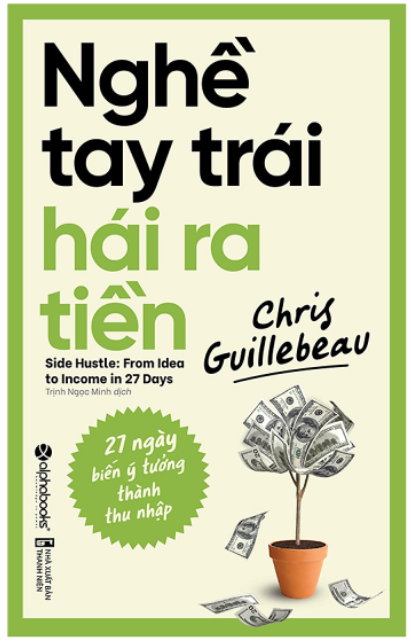 Nghề
tay trái
hái ra
tiền
Side Hustle: From Idea
to Income in 27 Days
Trịnh Ngọc Minh dịch
Chris
Guillebeau
27 ngày
biến ý tưởng
thành
thu nhập
alphabooks
NHÀ XUẤT BẢN
THANH NIÊN